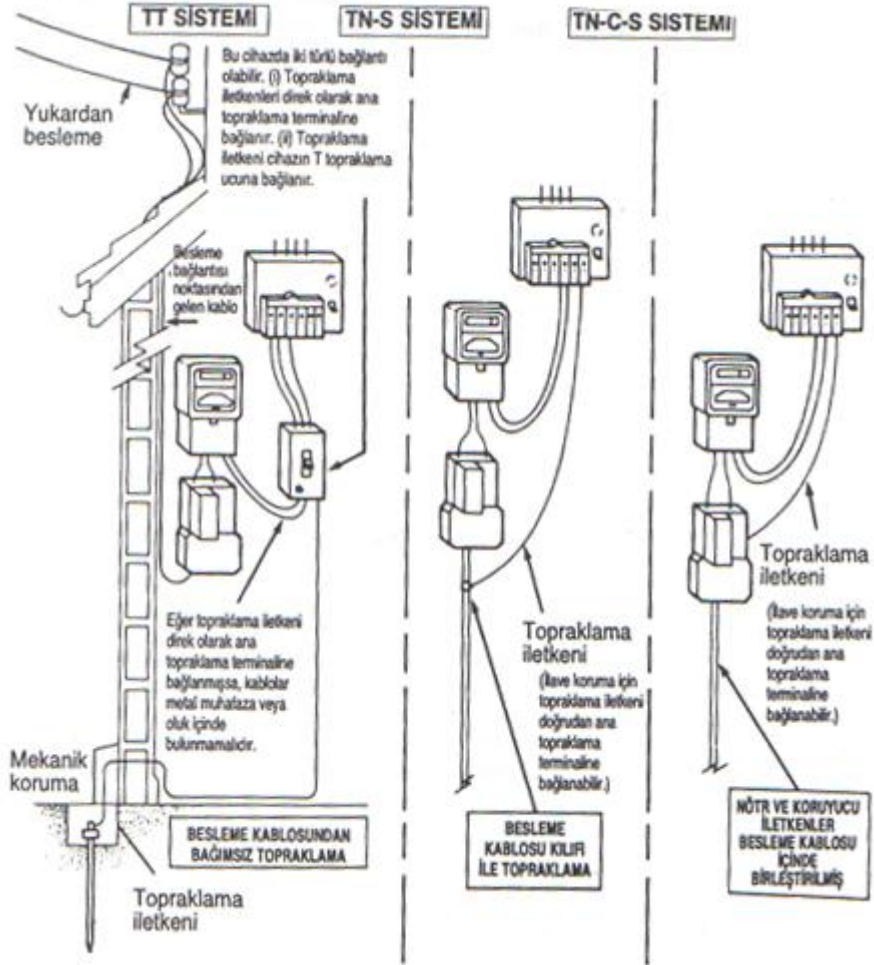 TT SİSTEMİ
TN-S SİSTEMİ
TN-C-S SISTEMI
Bu cihazda iki türlü bağlantı
olabilir. (i) Topraklama
iletkenleri direk olarak ana
topraklama terminaline
bağlanır. (ii) Topraklama
iletkeni cihazın T topraklama
ucuna bağlanır.
Yukardan
besleme
Besleme
bağlantısı
noktasından
gelen kablo
Eğer topraklama iletkeni
direk olarak ana
topraklama terminaline
bağlanmışsa, kablolar
metal muhafaza veya
oluk içinde
bulunmamalıdır.
Mekanik
koruma
BESLEME KABLOSUNDAN
BAĞIMSIZ TOPRAKLAMA
Topraklama
iletkeni
Topraklama
iletkeni
(İlave koruma için
topraklama iletkeni
doğrudan ana
topraklama
terminaline
bağlanabilir.)
BESLEME
KABLOSU KILIFI
İLE TOPRAKLAMA
Topraklama
iletkeni
(İlave koruma için
topraklama iletkeni
doğrudan ana
topraklama
terminaline
bağlanabilir.)
NÖTR VE KORUYUCU
İLETKENLER
BESLEME KABLOSU
İÇİNDE
BİRLEŞTİRİLMİŞ